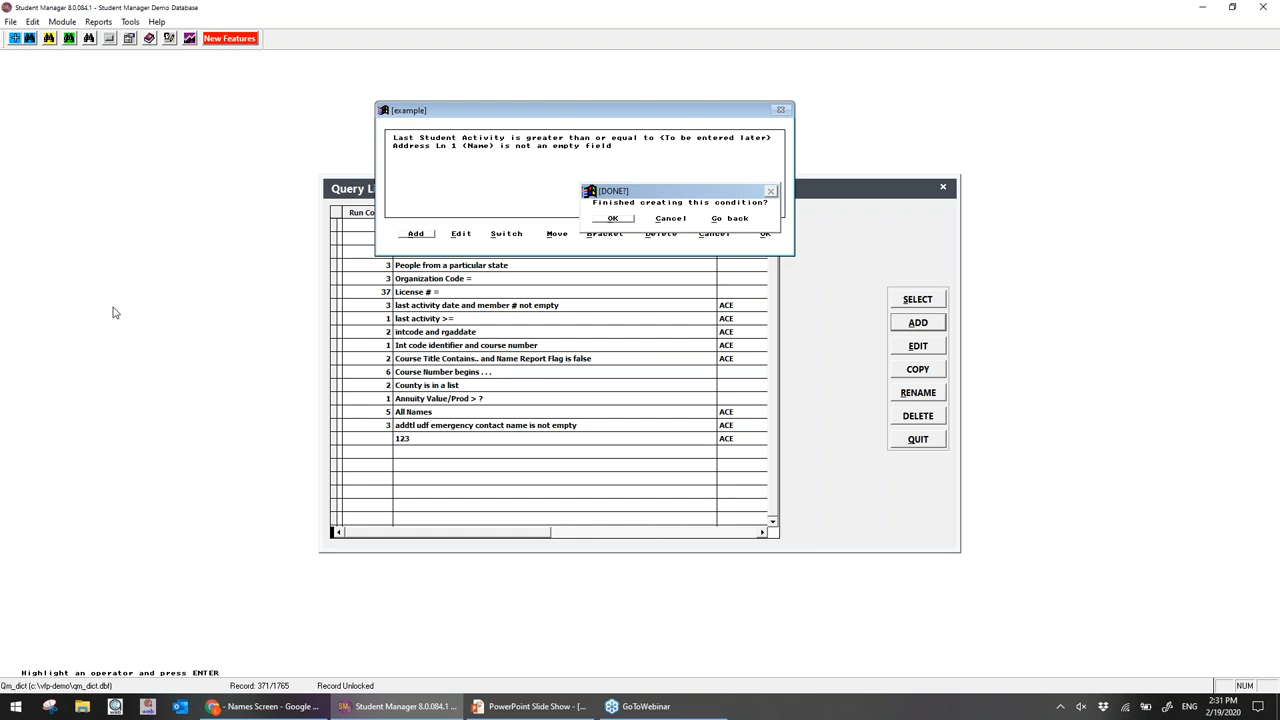 Student Manager 8.0.084.1 - Student Manager Demo Database
File Edit Module Reports Tools Help
New Features
[example]
Last Student Activity is greater than or equal to {To be entered later}
Address Ln 1 (Name) is not an empty field
[DONE?]
Finished creating this condition?
OK Cancel Go back
Add Edit Switch Move Bracket Delete Cancel OK
Query Li
Run Co
3 People from a particular state
3 Organization Code =
37 License # =
3 last activity date and member # not empty ACE
1 last activity >= ACE
2 intcode and rgaddate ACE
1 Int code identifier and course number ACE
2 Course Title Contains.. and Name Report Flag is false ACE
6 Course Number begins . . .
2 County is in a list
1 Annuity Value/Prod > ?
5 All Names ACE
3 addtl udf emergency contact name is not empty ACE
123 ACE
SELECT
ADD
EDIT
COPY
RENAME
DELETE
QUIT
Highlight an operator and press ENTER
Qm_dict (c:\vfp-demo\qm_dict.dbf) Record: 371/1765 Record Unlocked NUM
Names Screen - Google ... Student Manager 8.0.084.1 ... PowerPoint Slide Show - [... GoToWebinar
2:31 PM
2/19/2020